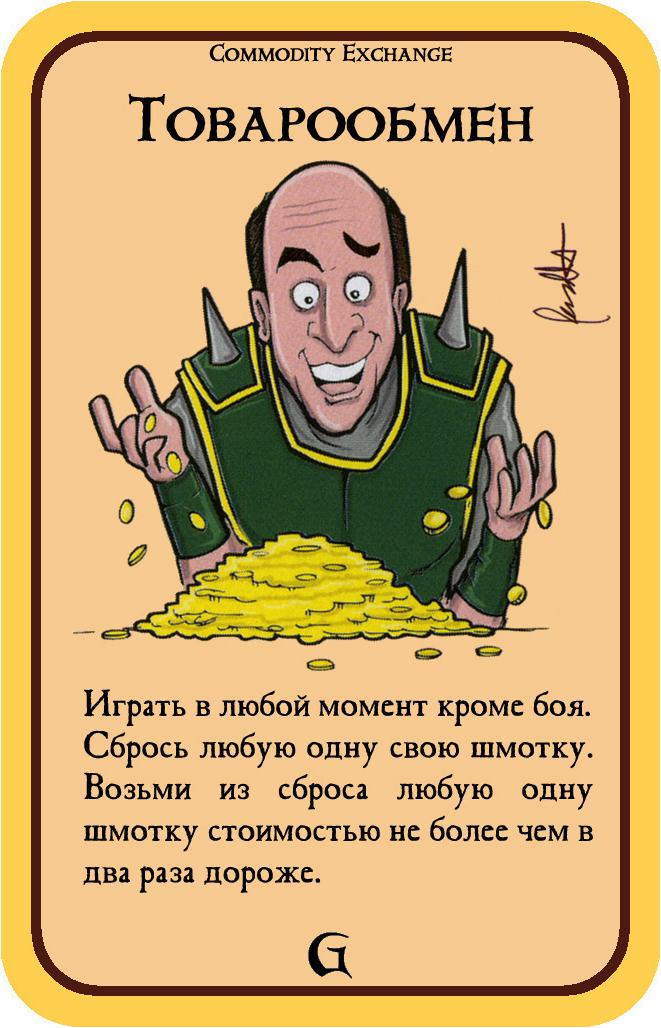 Commodity Exchange
Товарообмен
Играть в любой момент кроме боя.
Сбрось любую одну свою шмотку.
Возьми из сброса любую одну
шмотку стоимостью не более чем в
два раза дороже.
G